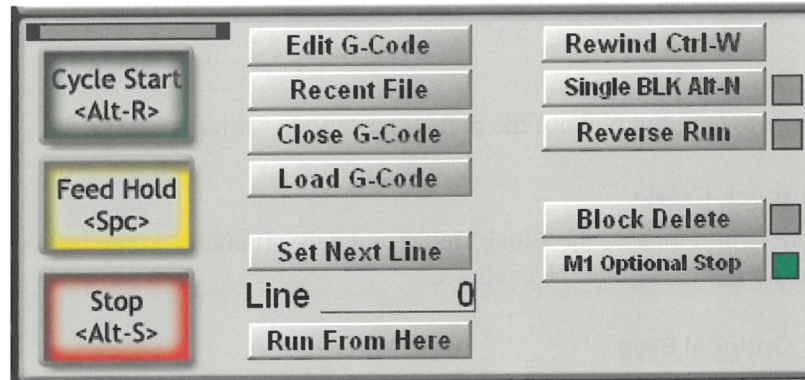 Cycle Start
<Alt-R>
Feed Hold
<Spc>
Stop
<Alt-S>
Edit G-Code
Recent File
Close G-Code
Load G-Code
Set Next Line
Line 0
Run From Here
Rewind Ctrl-W
Single BLK Alt-N
Reverse Run
Block Delete
M1 Optional Stop